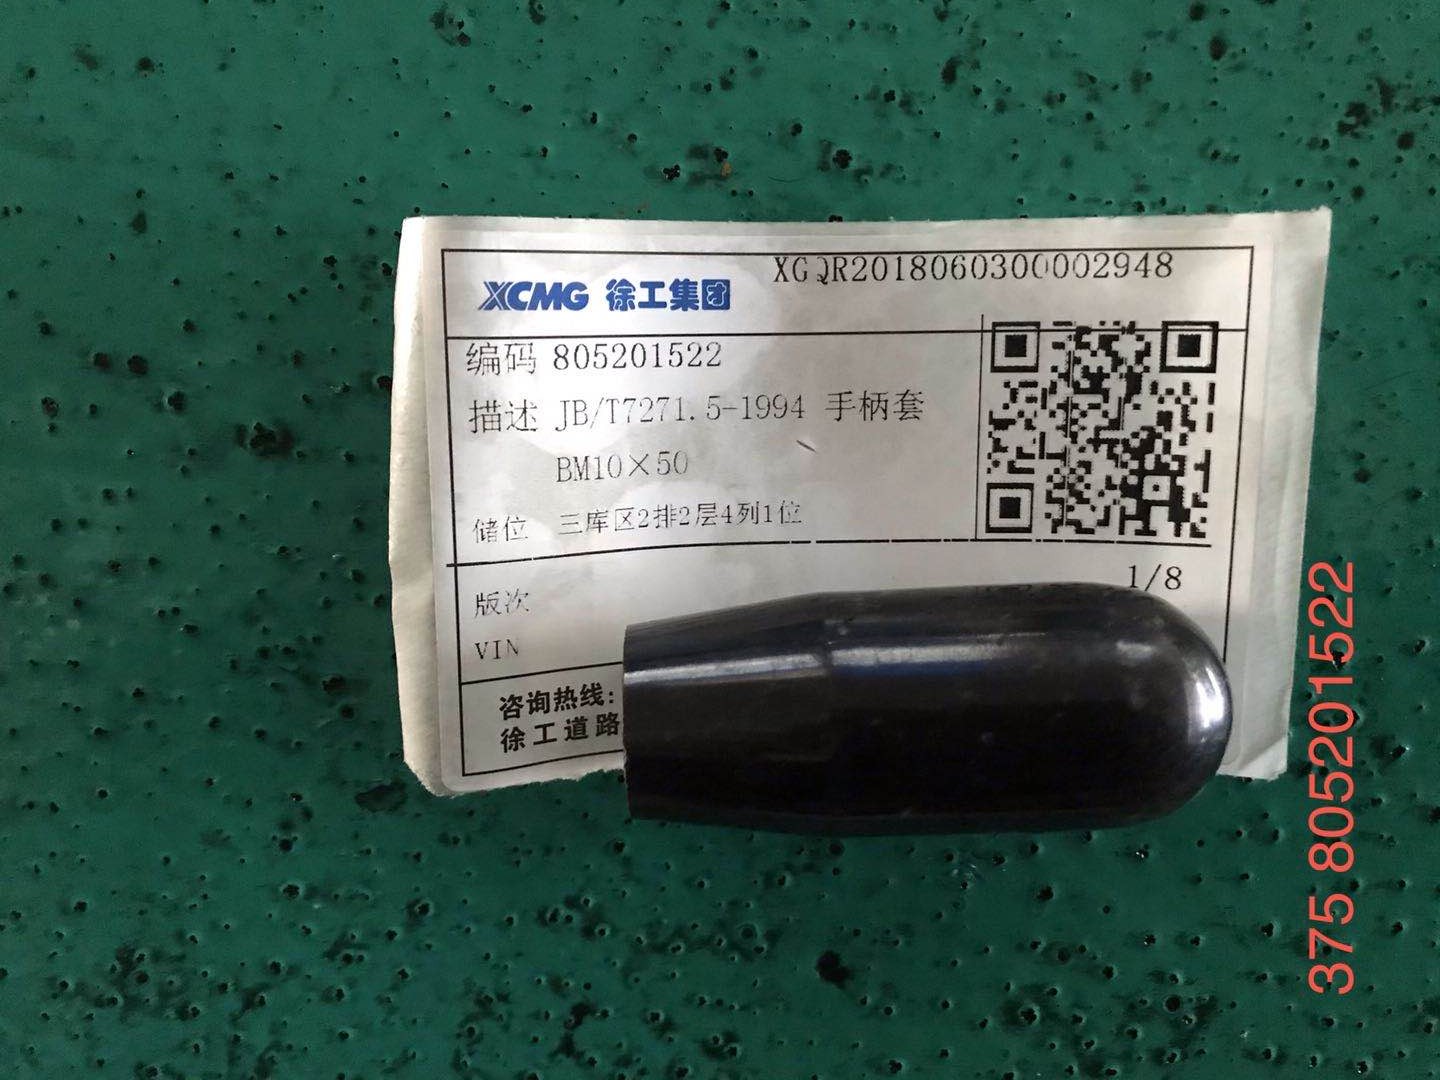 XCMG 徐工集团
XGQR20180603000002948
编码 805201522
描述 JB/T7271.5-1994 手柄套
BM10×50
储位 三库区2排2层4列1位
1/8
版次
VIN
咨询热线:
徐工道路
375 805201522